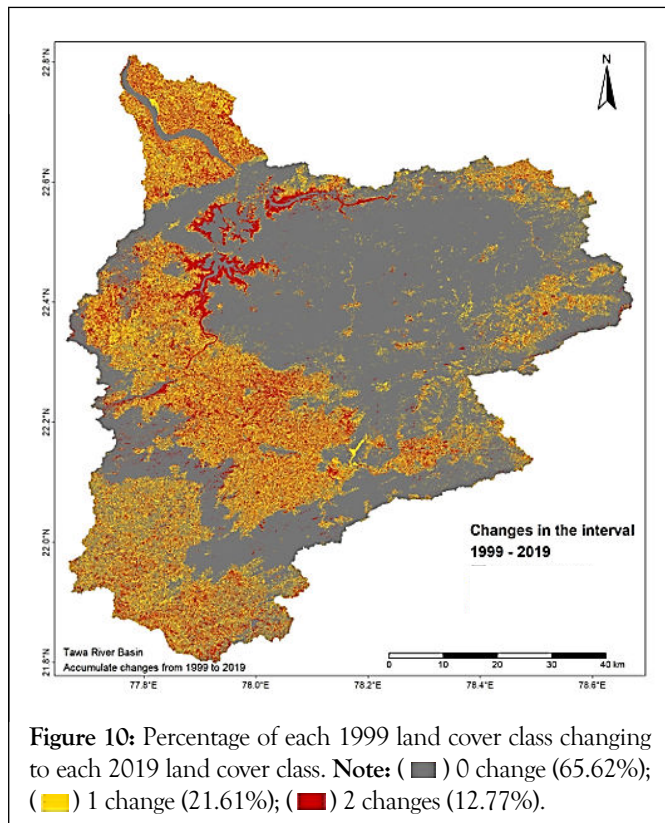 22.8°N
N
22.6°N
22.4°N
22.2°N
22.0°N
Changes in the interval
1999 - 2019
21.8°N
Tawa River Basin
Accumulate changes from 1999 to 2019
0 10 20 30 40 km
77.8°E 78.0°E 78.2°E 78.4°E 78.6°E
Figure 10: Percentage of each 1999 land cover class changing
to each 2019 land cover class. Note: ( ) 0 change (65.62%);
( ) 1 change (21.61%); ( ) 2 changes (12.77%).